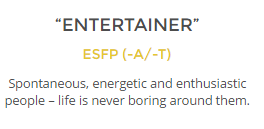 “ENTERTAINER”
ESFP (-A/-T)
Spontaneous, energetic and enthusiastic
people – life is never boring around them.